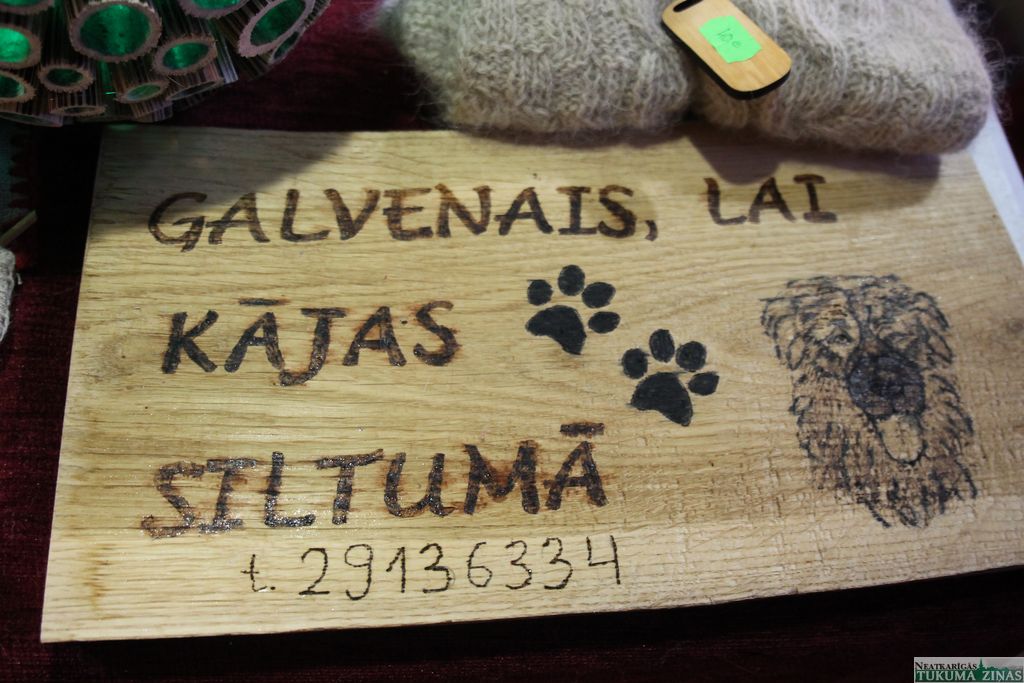 GALVENAIS, LAI
KĀJAS
SILTUMĀ
t. 29136334
NEATKARĪGĀS
TUKUMA ZIŅAS